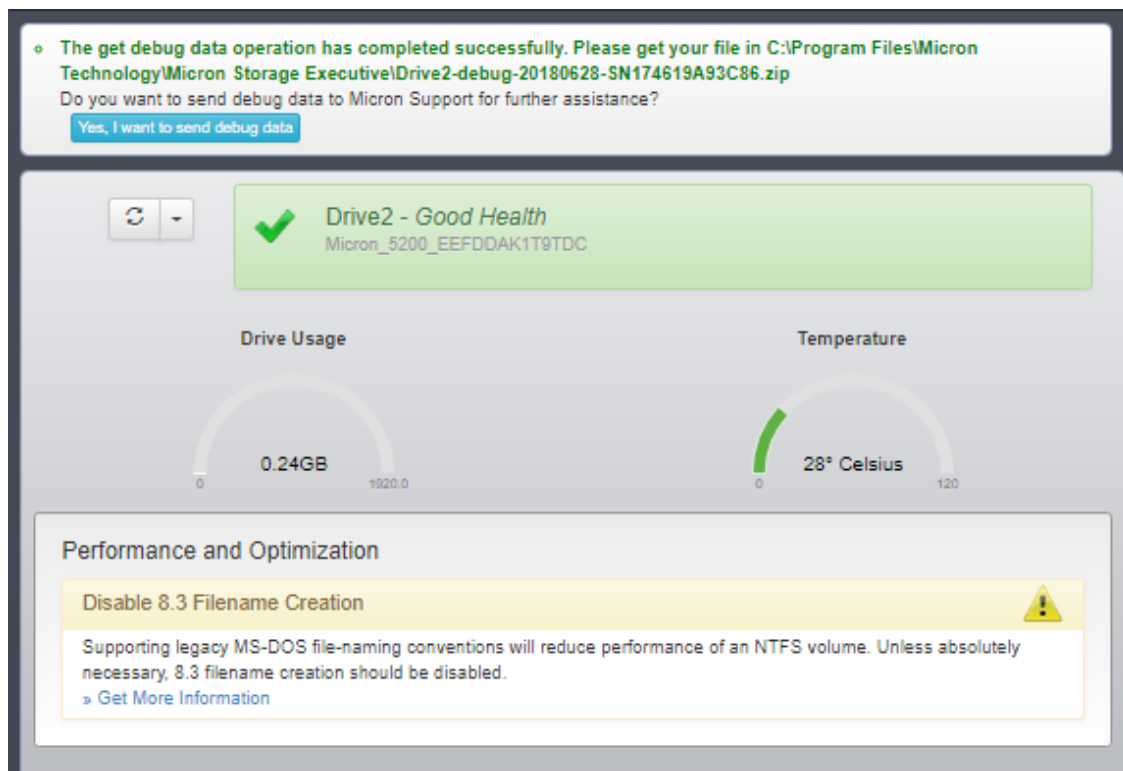 The get debug data operation has completed successfully. Please get your file in C:\Program Files\Micron
Technology\Micron Storage Executive\Drive2-debug-20180628-SN174619A93C86.zip
Do you want to send debug data to Micron Support for further assistance?
Yes, I want to send debug data
Drive2 - Good Health
Micron_5200_EEFDDAK1T9TDC
Drive Usage
0.24GB
0
1920.0
Temperature
28° Celsius
0
120
Performance and Optimization
Disable 8.3 Filename Creation
Supporting legacy MS-DOS file-naming conventions will reduce performance of an NTFS volume. Unless absolutely
necessary, 8.3 filename creation should be disabled.
» Get More Information